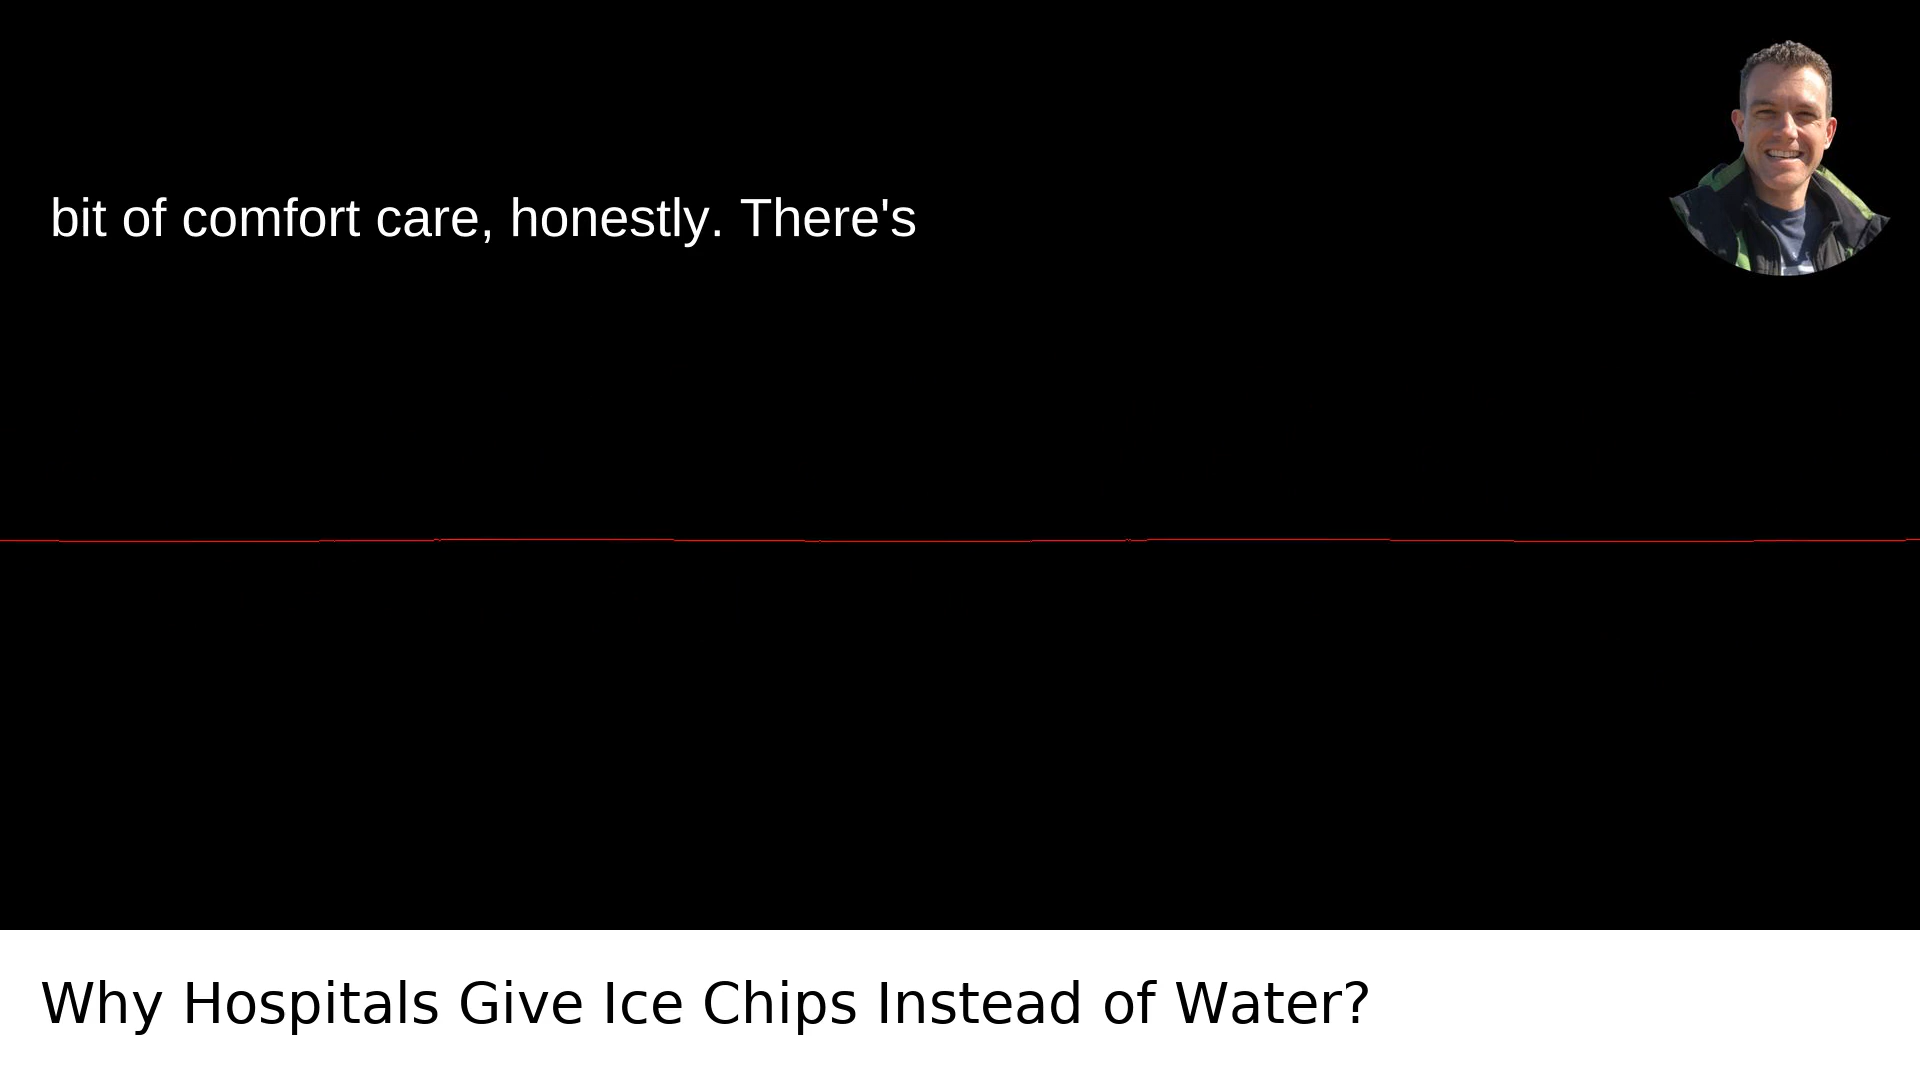 bit of comfort care, honestly. There's
Why Hospitals Give Ice Chips Instead of Water?